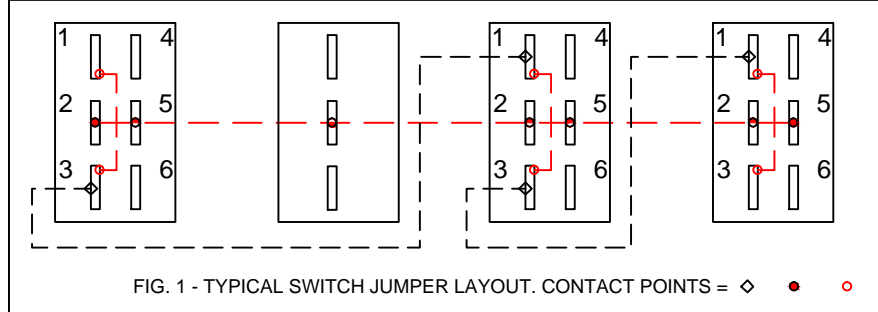 1 4 1 4 1 4
2 5 2 5 2 5
3 6 3 6 3 6
FIG. 1 - TYPICAL SWITCH JUMPER LAYOUT. CONTACT POINTS =